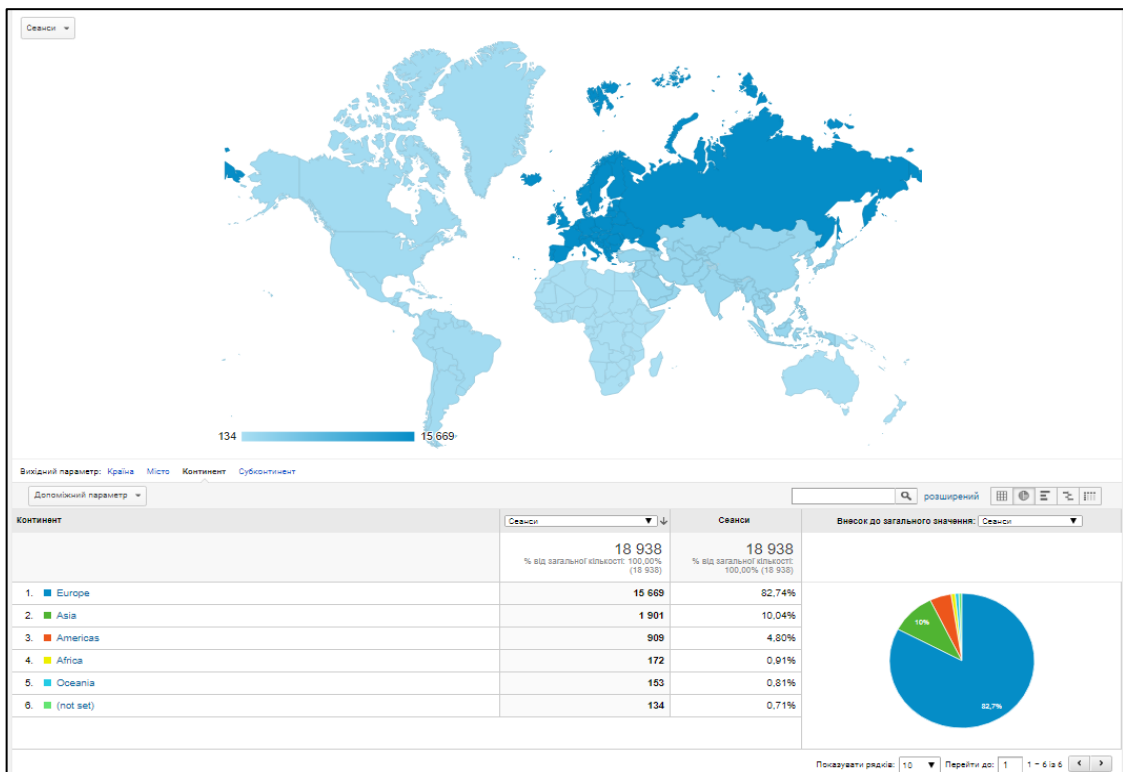 Сеанси
134 15 669
Вихідний параметр: Країна Місто Континент Субконтинент
Допоміжний параметр розширений
Континент Сеанси Сеанси Внесок до загального значення: Сеанси
18 938 18 938
% від загальної кількості: 100,00% % від загальної кількості:
(18 938) 100,00% (18 938)
1. Europe 15 669 82,74%
2. Asia 1 901 10,04%
3. Americas 909 4,80%
4. Africa 172 0,91%
5. Oceania 153 0,81%
6. (not set) 134 0,71%
10%
82,7%
Показувати рядків: 10 Перейти до: 1 1 – 6 із 6